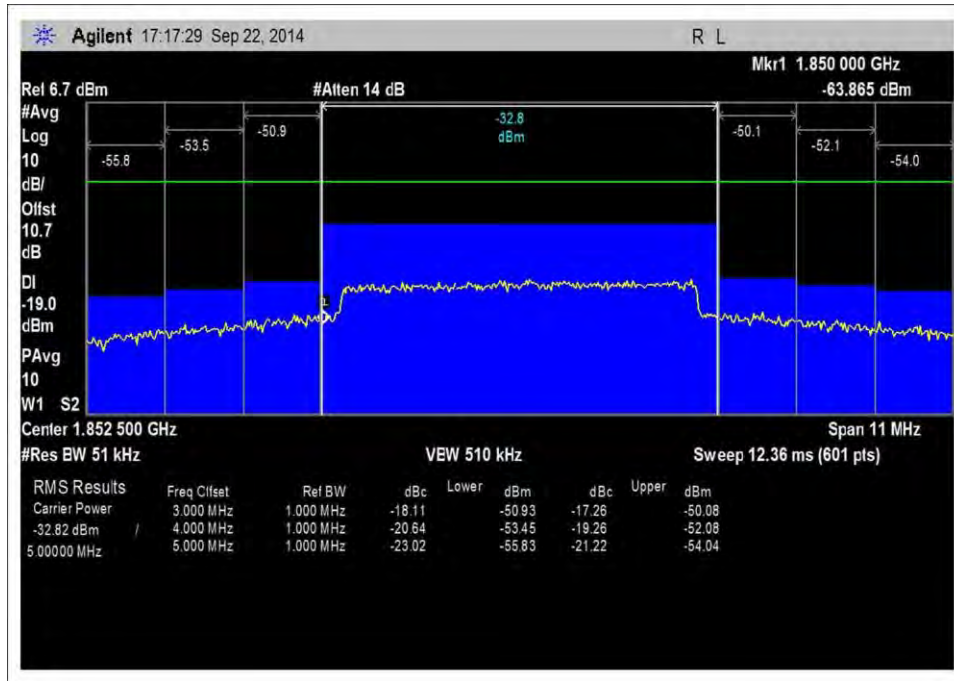 Agilent 17:17:29 Sep 22, 2014 R L
Mkr1 1.850 000 GHz
Rel 6.7 dBm #Atten 14 dB -63.865 dBm
#Avg
Log
10
dB/
Offst
10.7
dB
DI
-19.0
dBm
PAvg
10
W1 S2
-55.8 -53.5 -50.9 -32.8 dBm -50.1 -52.1 -54.0
Center 1.852 500 GHz Span 11 MHz
#Res BW 51 kHz VBW 510 kHz Sweep 12.36 ms (601 pts)
RMS Results Freq Offset Ref BW dBc Lower dBm dBc Upper dBm
Carrier Power 3.000 MHz 1.000 MHz -18.11 -50.93 -17.26 -50.08
-32.82 dBm / 4.000 MHz 1.000 MHz -20.64 -53.45 -19.26 -52.08
5.00000 MHz 5.000 MHz 1.000 MHz -23.02 -55.83 -21.22 -54.04